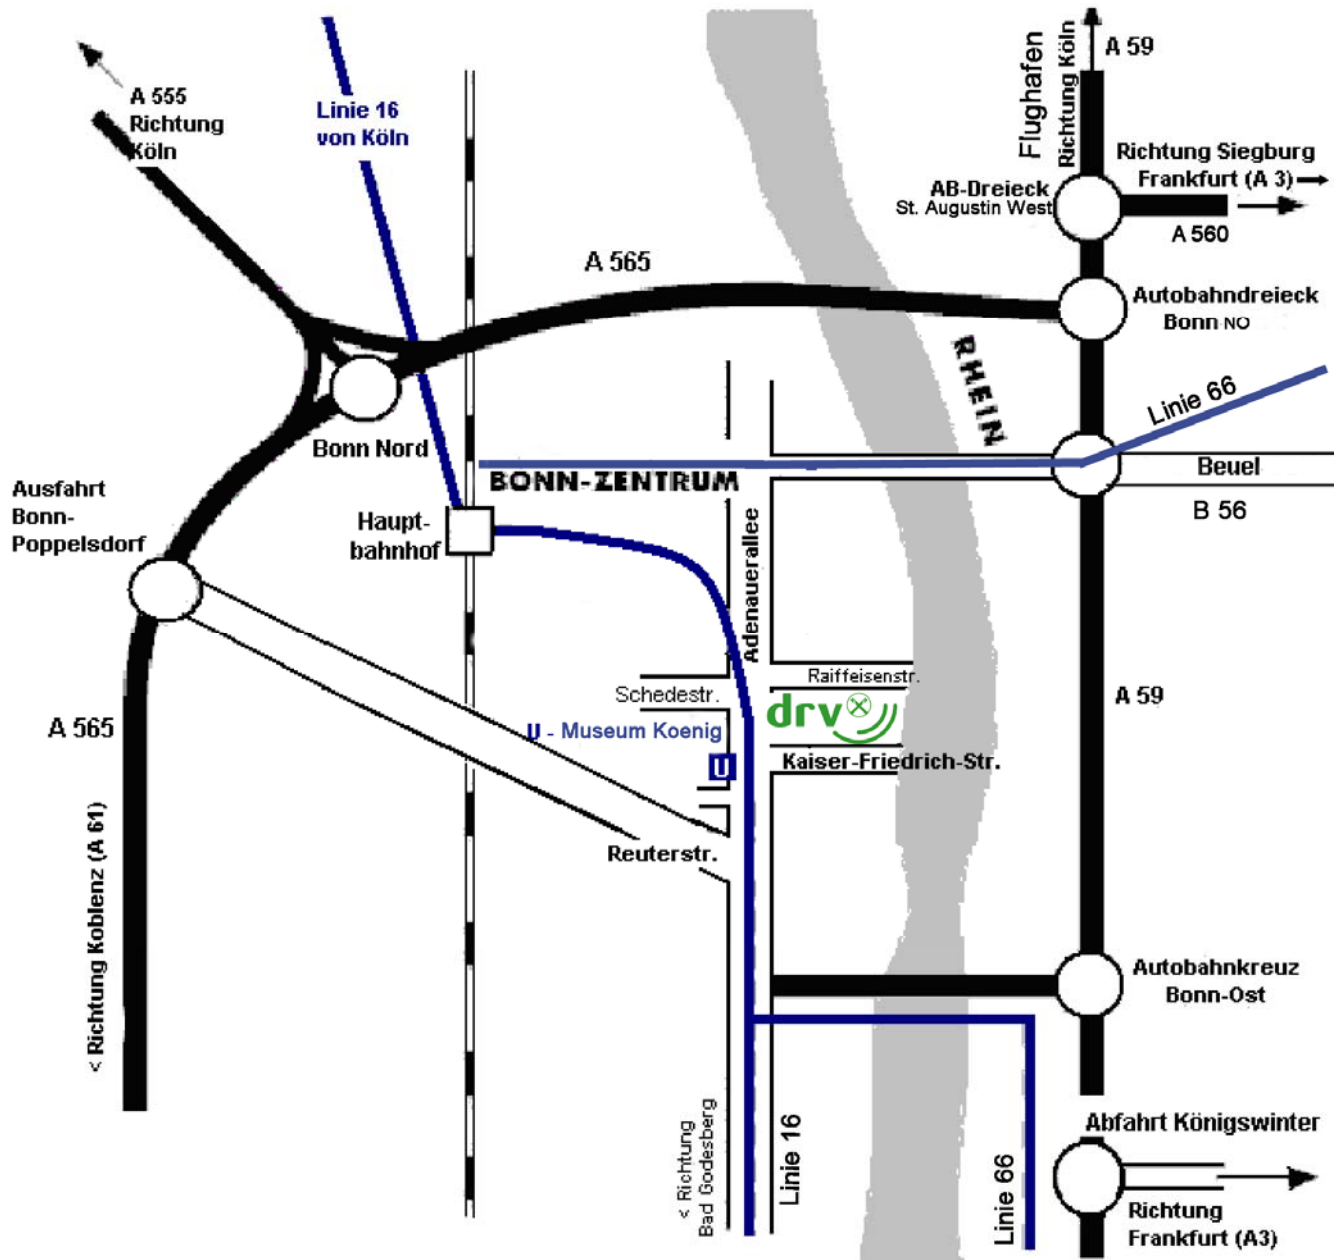 A 555
Richtung
Köln
Linie 16
von Köln
Flughafen
Richtung Köln
A 59
Richtung Siegburg
Frankfurt (A 3)
AB-Dreieck
St. Augustin West
A 560
A 565
Autobahndreieck
Bonn NO
RHEIN
Linie 66
Bonn Nord
BONN-ZENTRUM
Beuel
B 56
Ausfahrt
Bonn-
Poppelsdorf
Haupt-
bahnhof
Adenauerallee
Raiffeisenstr.
Schedestr.
drv
A 59
A 565
U - Museum Koenig
U
Kaiser-Friedrich-Str.
Reuterstr.
< Richtung Koblenz (A 61)
Autobahnkreuz
Bonn-Ost
< Richtung
Bad Godesberg
Linie 16
Linie 66
Abfahrt Königswinter
Richtung
Frankfurt (A3)